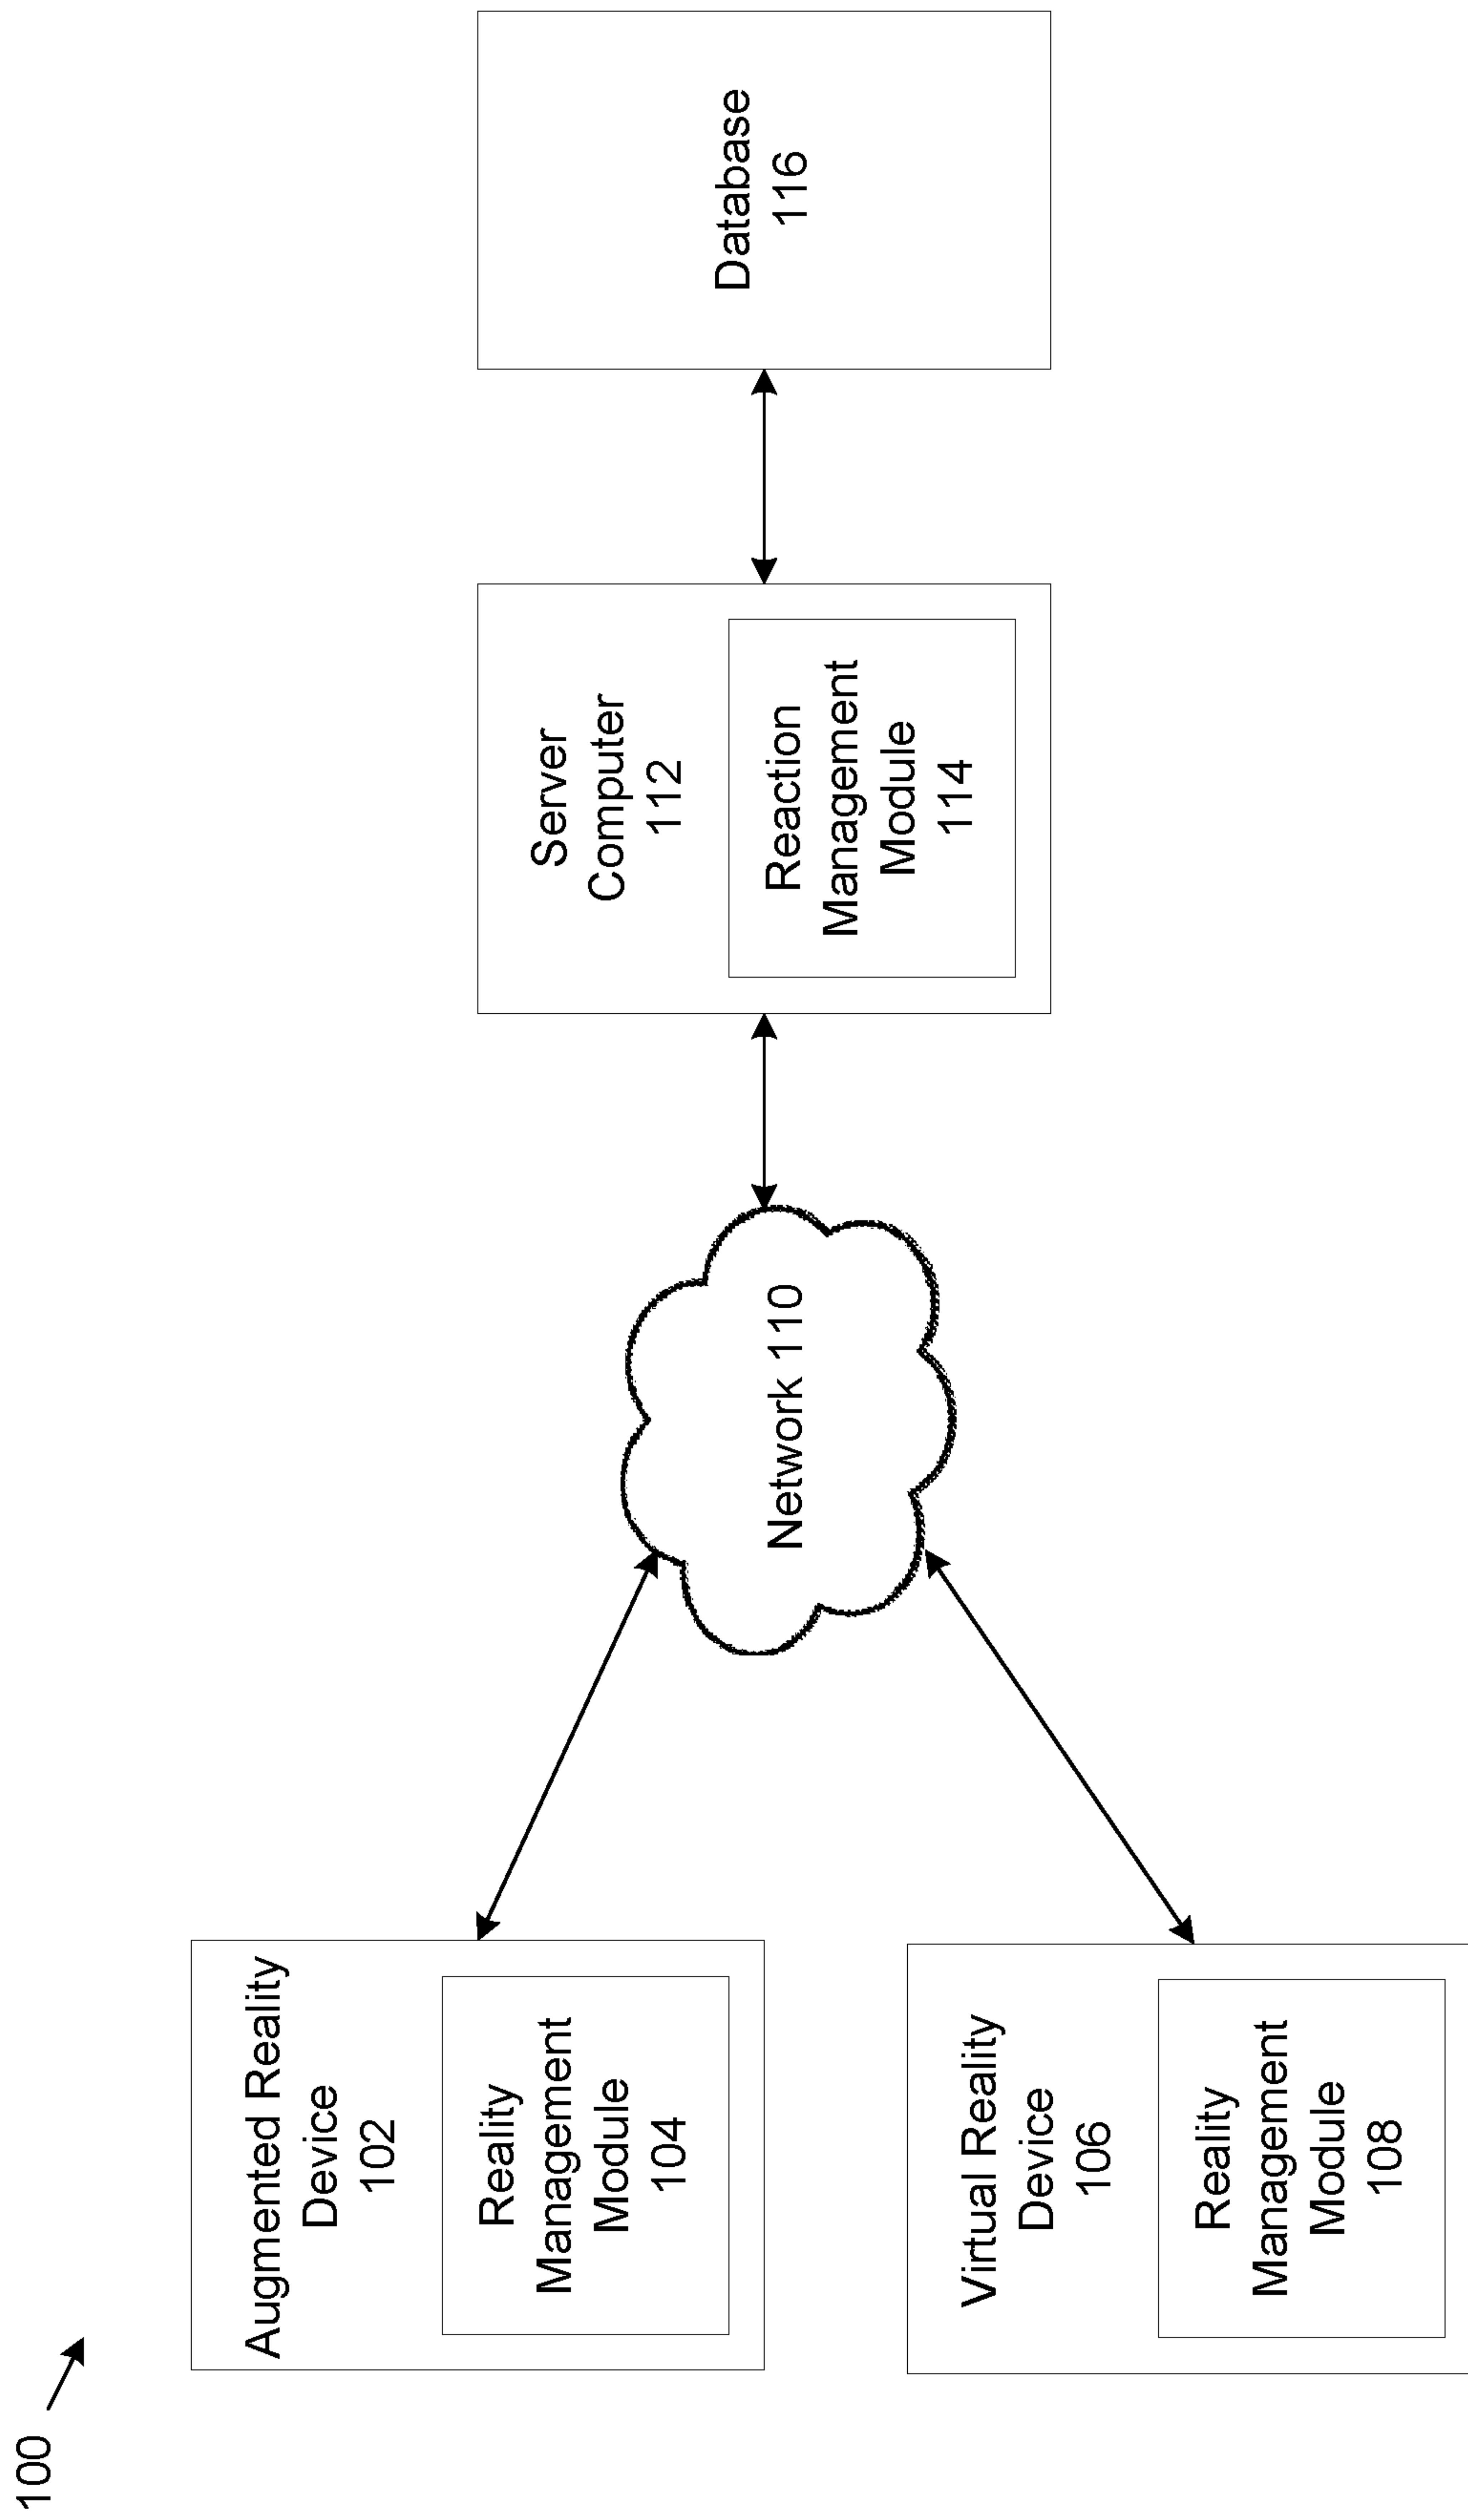 100
Augmented Reality
Device
102
Reality
Management
Module
104
Virtual Reality
Device
106
Reality
Management
Module
108
Network 110
Server
Computer
112
Reaction
Management
Module
114
Database
116